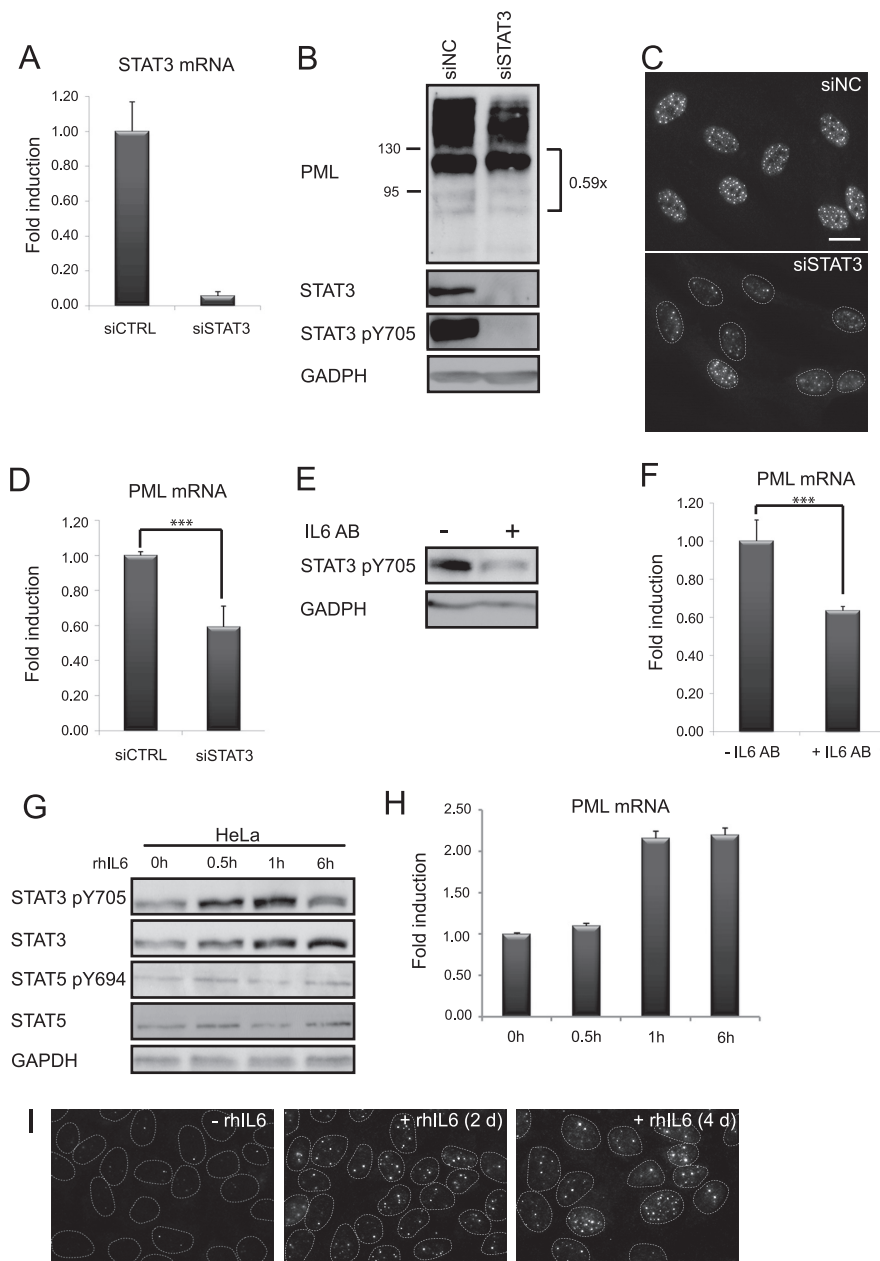 A
STAT3 mRNA
Fold induction
1.20
1.00
0.80
0.60
0.40
0.20
0.00
siCTRL siSTAT3
B
siNC siSTAT3
PML
130
95
0.59x
STAT3
STAT3 pY705
GADPH
C
siNC
siSTAT3
D
PML mRNA
***
Fold induction
1.20
1.00
0.80
0.60
0.40
0.20
0.00
siCTRL siSTAT3
E
IL6 AB - +
STAT3 pY705
GADPH
F
PML mRNA
***
Fold induction
1.20
1.00
0.80
0.60
0.40
0.20
0.00
- IL6 AB + IL6 AB
G
HeLa
rhIL6 0h 0.5h 1h 6h
STAT3 pY705
STAT3
STAT5 pY694
STAT5
GAPDH
H
PML mRNA
Fold induction
2.50
2.00
1.50
1.00
0.50
0.00
0h 0.5h 1h 6h
I
- rhIL6
+ rhIL6 (2 d)
+ rhIL6 (4 d)